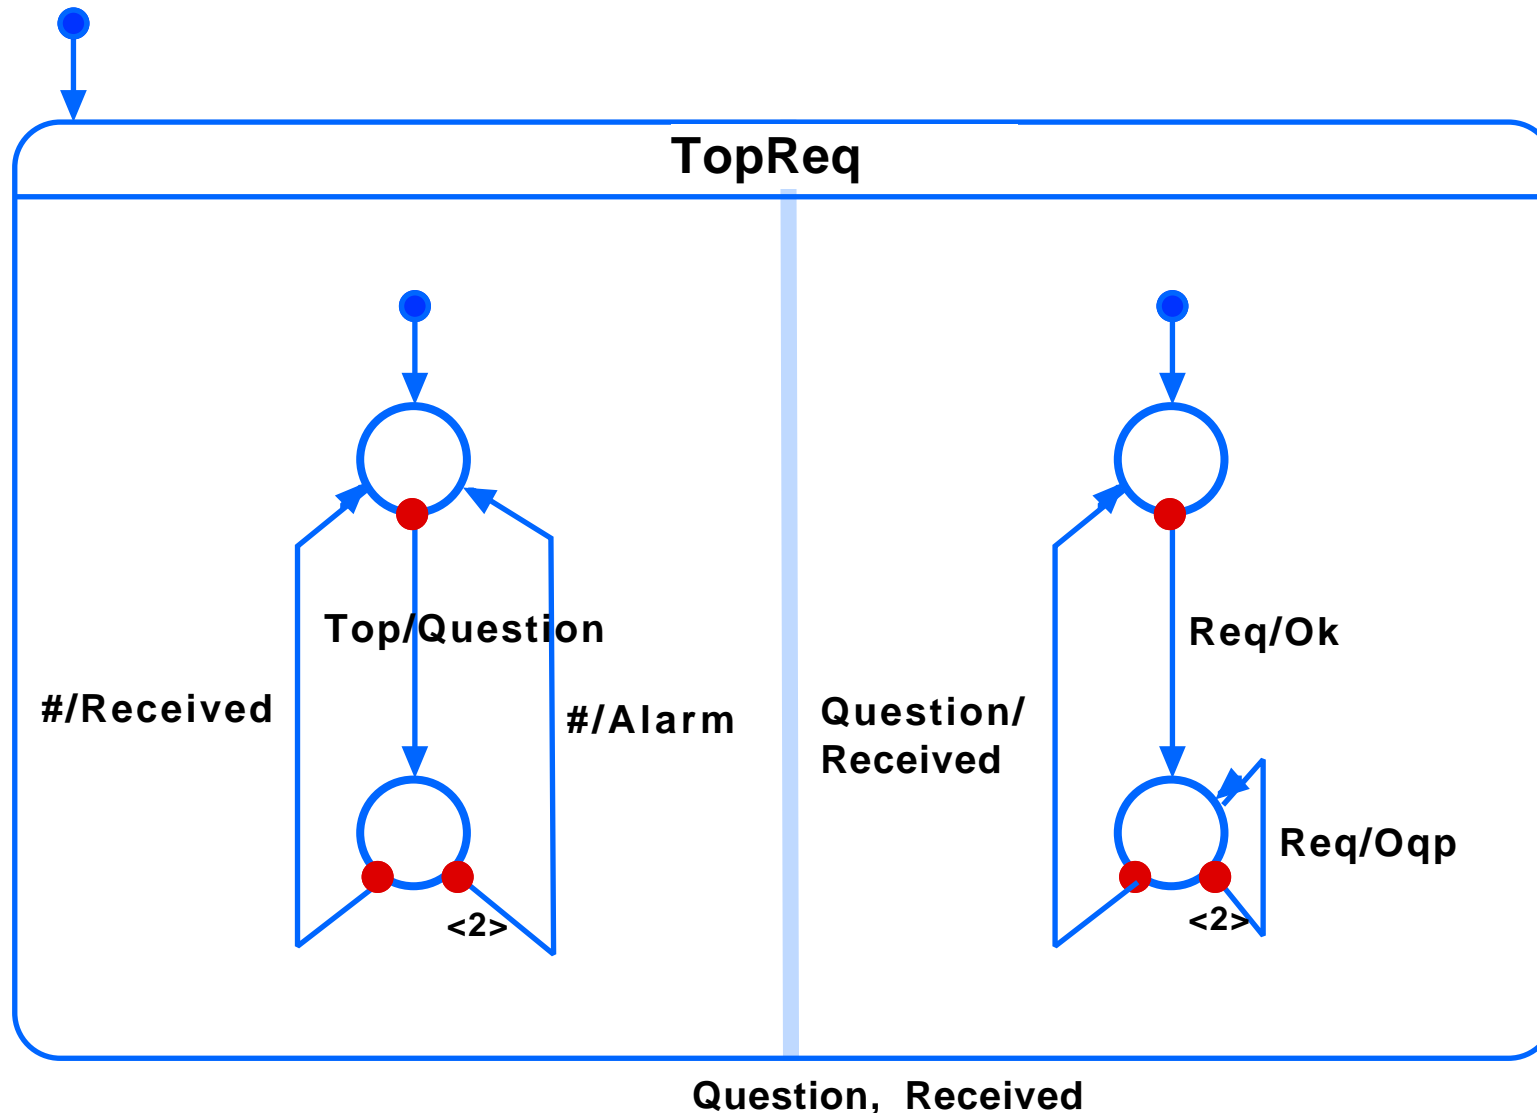 TopReq
Top/Question
#/Received
#/Alarm
<2>
Req/Ok
Question/
Received
Req/Oqp
<2>
Question, Received